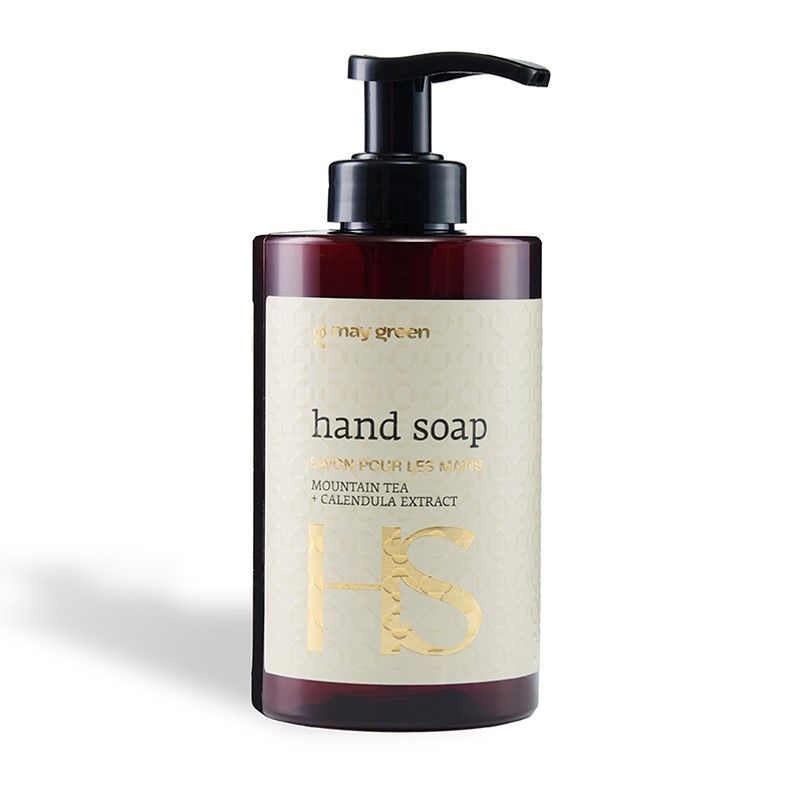 may green
hand soap
SAVON POUR LES MAINS
MOUNTAIN TEA
+ CALENDULA EXTRACT
HS